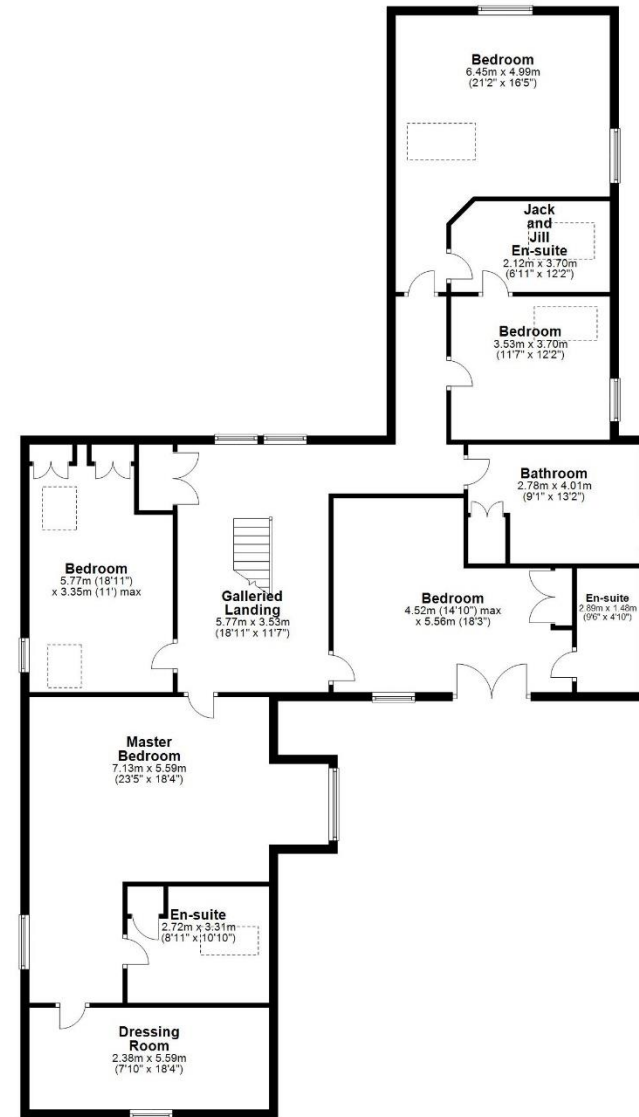 Bedroom
6.45m x 4.99m
(21'2" x 16'5")
Jack
and
Jill
En-suite
2.12m x 3.70m
(6'11" x 12'2")
Bedroom
3.53m x 3.70m
(11'7" x 12'2")
Bathroom
2.78m x 4.01m
(9'1" x 13'2")
Bedroom
5.77m (18'11")
x 3.35m (11') max
Galleried
Landing
5.77m x 3.53m
(18'11" x 11'7")
Bedroom
4.52m (14'10") max
x 5.56m (18'3")
En-suite
2.89m x 1.48m
(9'6" x 4'10")
Master
Bedroom
7.13m x 5.59m
(23'5" x 18'4")
En-suite
2.72m x 3.31m
(8'11" x 10'10")
Dressing
Room
2.38m x 5.59m
(7'10" x 18'4")